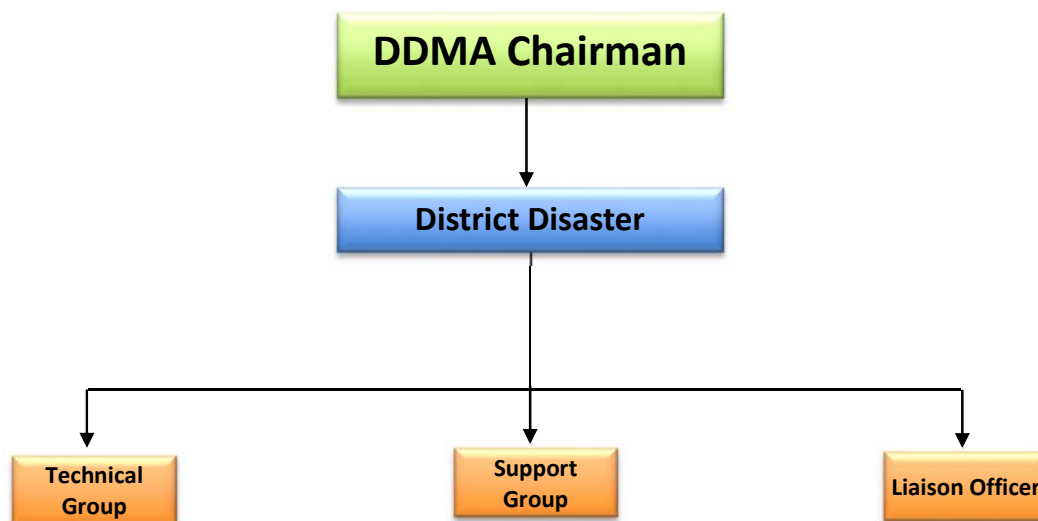 DDMA Chairman
District Disaster
Technical
Group
Support
Group
Liaison Officer